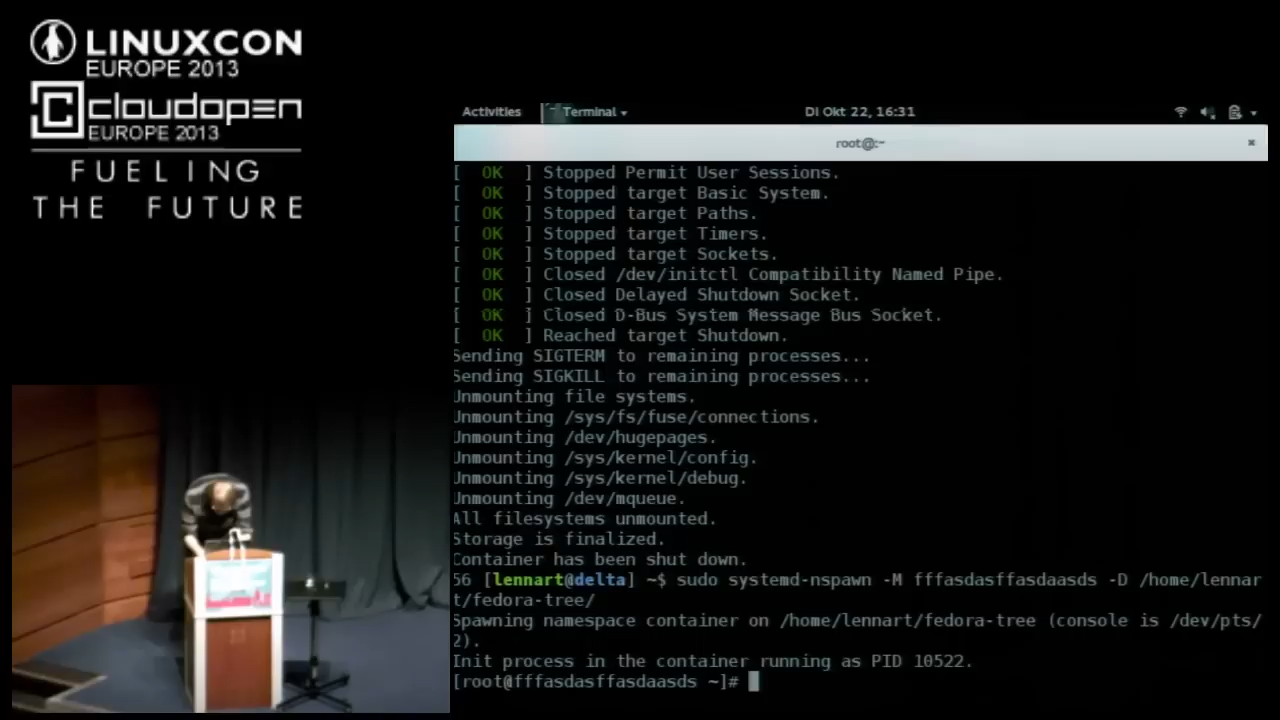 LINUXCON
EUROPE 2013
cloudopen
EUROPE 2013
FUELING
THE FUTURE
Activities Terminal Di Okt 22, 16:31
root@:~
[ OK ] Stopped Permit User Sessions.
[ OK ] Stopped target Basic System.
[ OK ] Stopped target Paths.
[ OK ] Stopped target Timers.
[ OK ] Stopped target Sockets.
[ OK ] Closed /dev/initctl Compatibility Named Pipe.
[ OK ] Closed Delayed Shutdown Socket.
[ OK ] Closed D-Bus System Message Bus Socket.
[ OK ] Reached target Shutdown.
Sending SIGTERM to remaining processes...
Sending SIGKILL to remaining processes...
Unmounting file systems.
Unmounting /sys/fs/fuse/connections.
Unmounting /dev/hugepages.
Unmounting /sys/kernel/config.
Unmounting /sys/kernel/debug.
Unmounting /dev/mqueue.
All filesystems unmounted.
Storage is finalized.
Container has been shut down.
56 [lennart@delta] ~$ sudo systemd-nspawn -M fffasdasffasdaasds -D /home/lennar
t/fedora-tree/
Spawning namespace container on /home/lennart/fedora-tree (console is /dev/pts/
2).
Init process in the container running as PID 10522.
[root@fffasdasffasdaasds ~]#